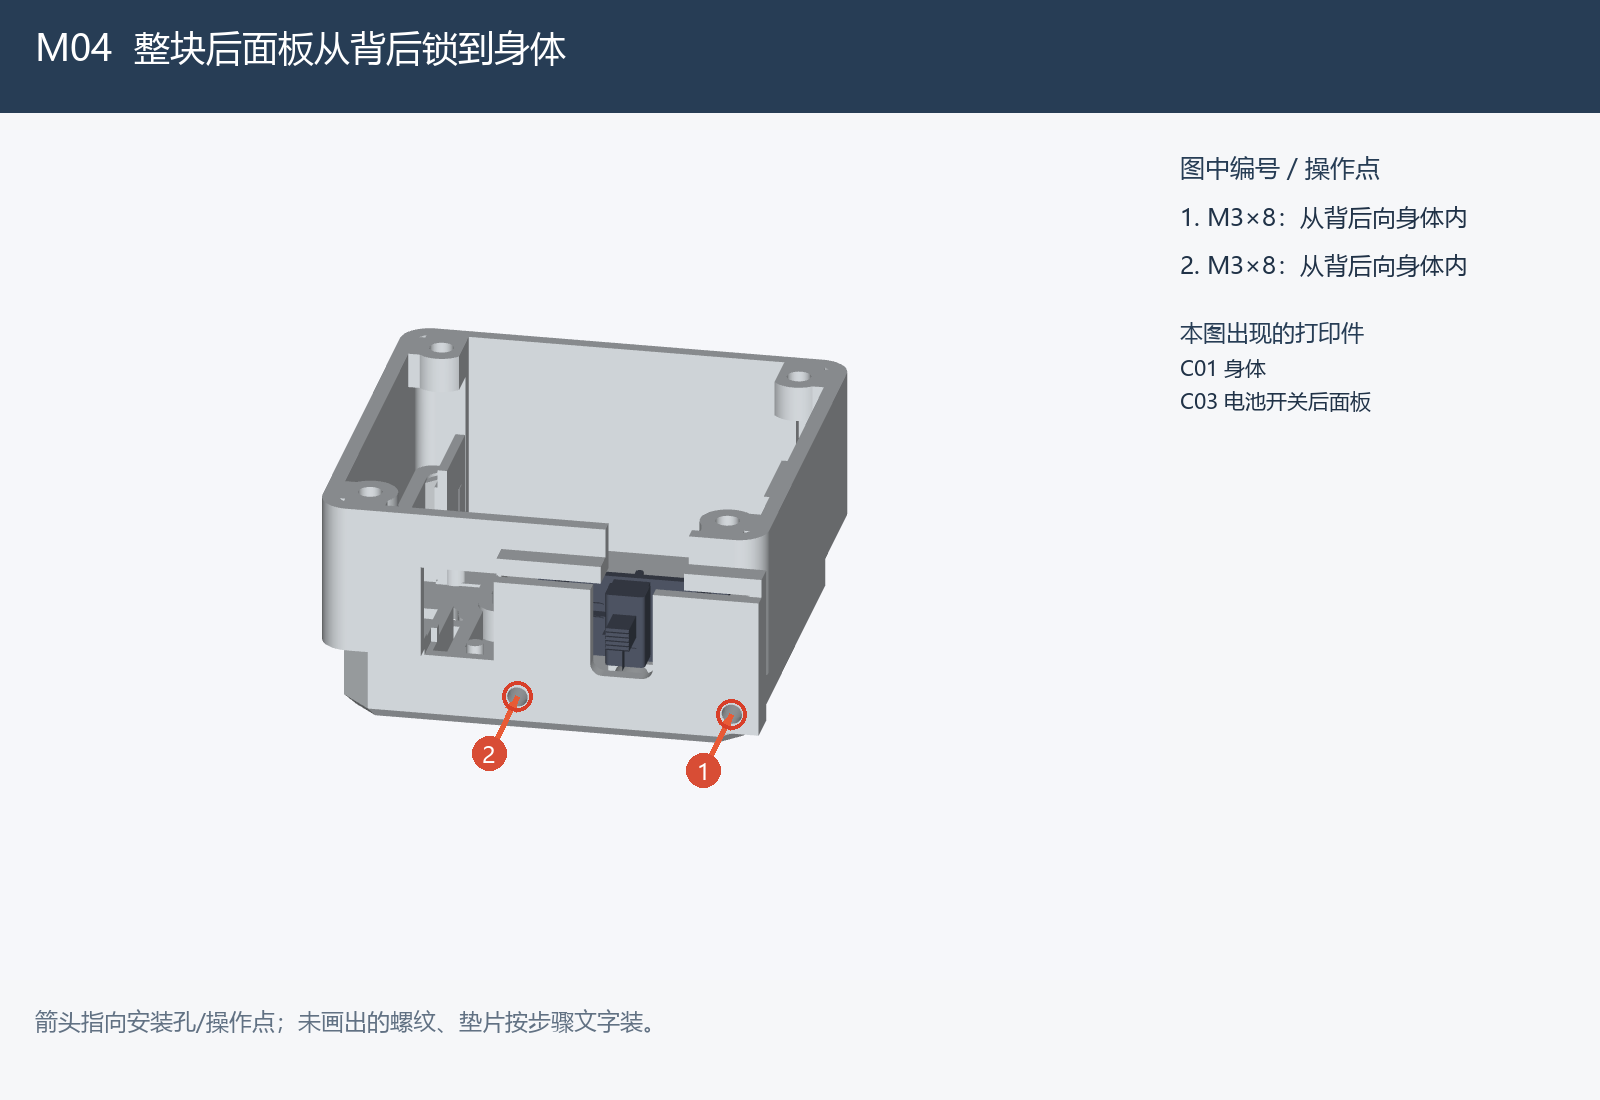 M04 整块后面板从背后锁到身体
图中编号 / 操作点
1. M3×8：从背后向身体内
2. M3×8：从背后向身体内
本图出现的打印件
C01 身体
C03 电池开关后面板
2
1
箭头指向安装孔/操作点；未画出的螺纹、垫片按步骤文字装。